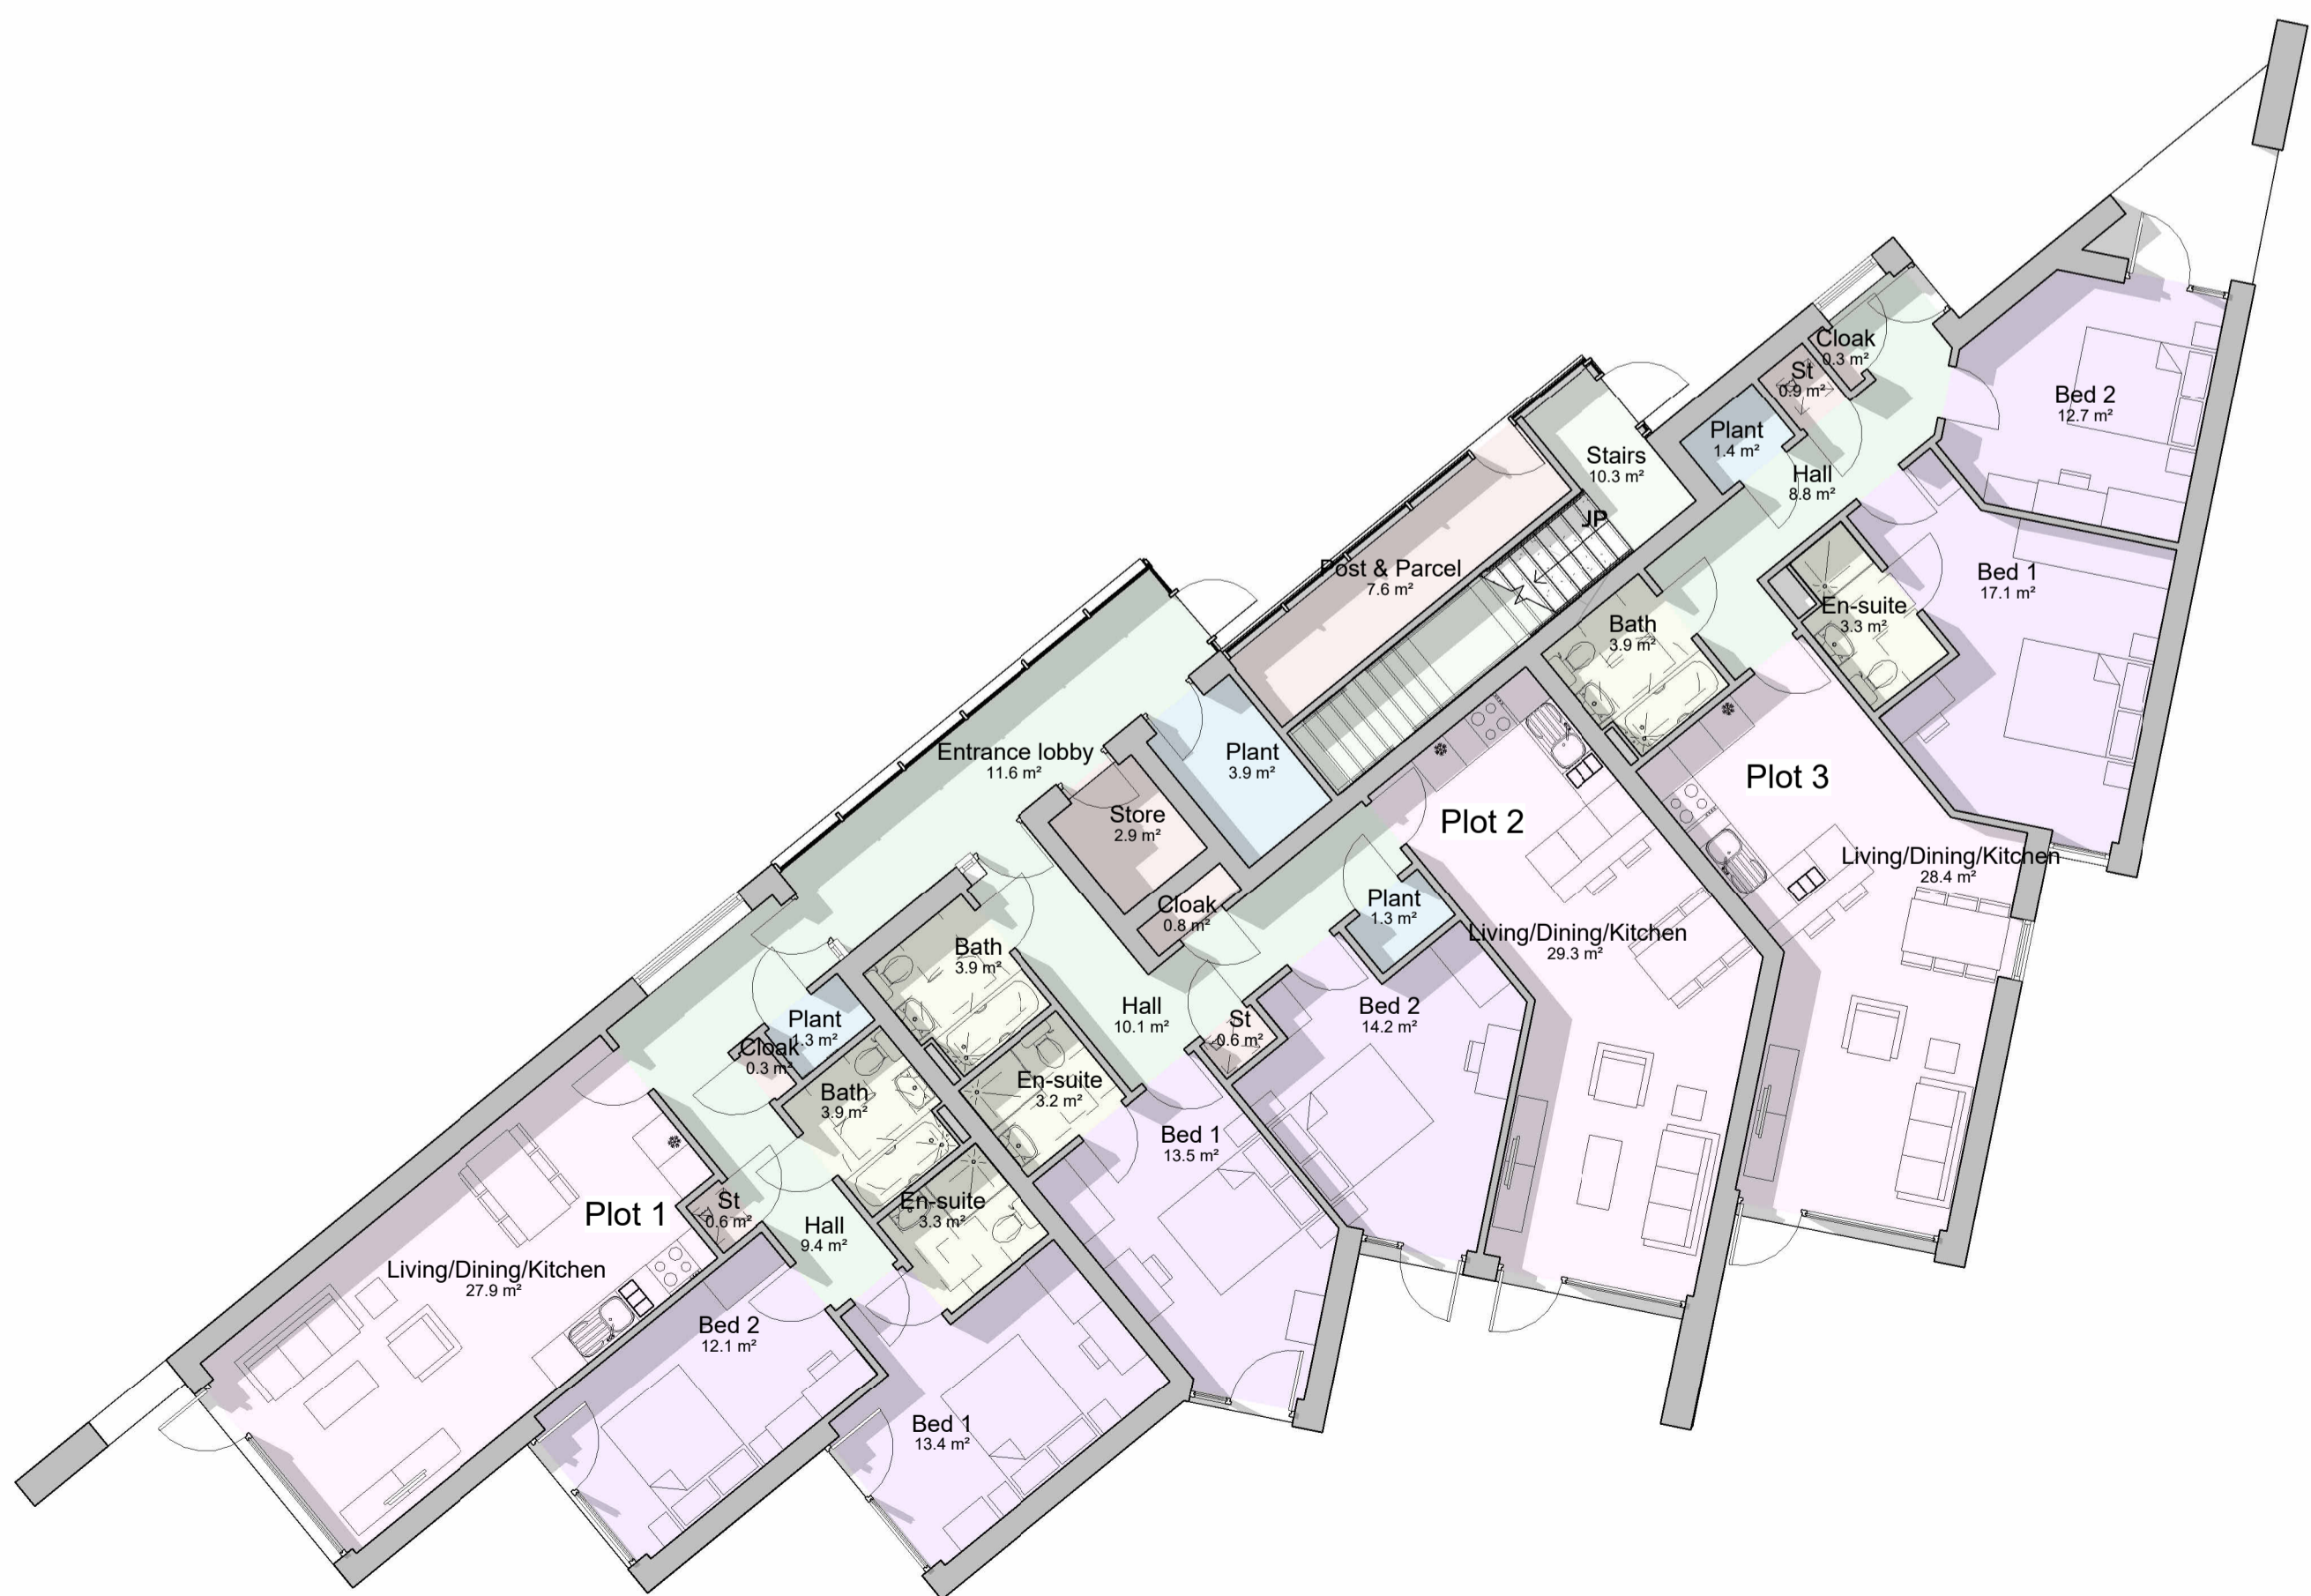 Cloak
0.3 m²
St
0.9 m²
Bed 2
12.7 m²
Plant
1.4 m²
Stairs
10.3 m²
Hall
8.8 m²
Post & Parcel
7.6 m²
Bed 1
17.1 m²
En-suite
3.3 m²
Bath
3.9 m²
Entrance lobby
11.6 m²
Plant
3.9 m²
Plot 3
Store
2.9 m²
Plot 2
Living/Dining/Kitchen
28.4 m²
Cloak
0.8 m²
Plant
1.3 m²
Living/Dining/Kitchen
29.3 m²
Bath
3.9 m²
Hall
10.1 m²
Bed 2
14.2 m²
St
0.6 m²
Plant
1.3 m²
Cloak
0.3 m²
Bath
3.9 m²
En-suite
3.2 m²
Bed 1
13.5 m²
Plot 1
St
0.6 m²
En-suite
3.3 m²
Hall
9.4 m²
Living/Dining/Kitchen
27.9 m²
Bed 2
12.1 m²
Bed 1
13.4 m²